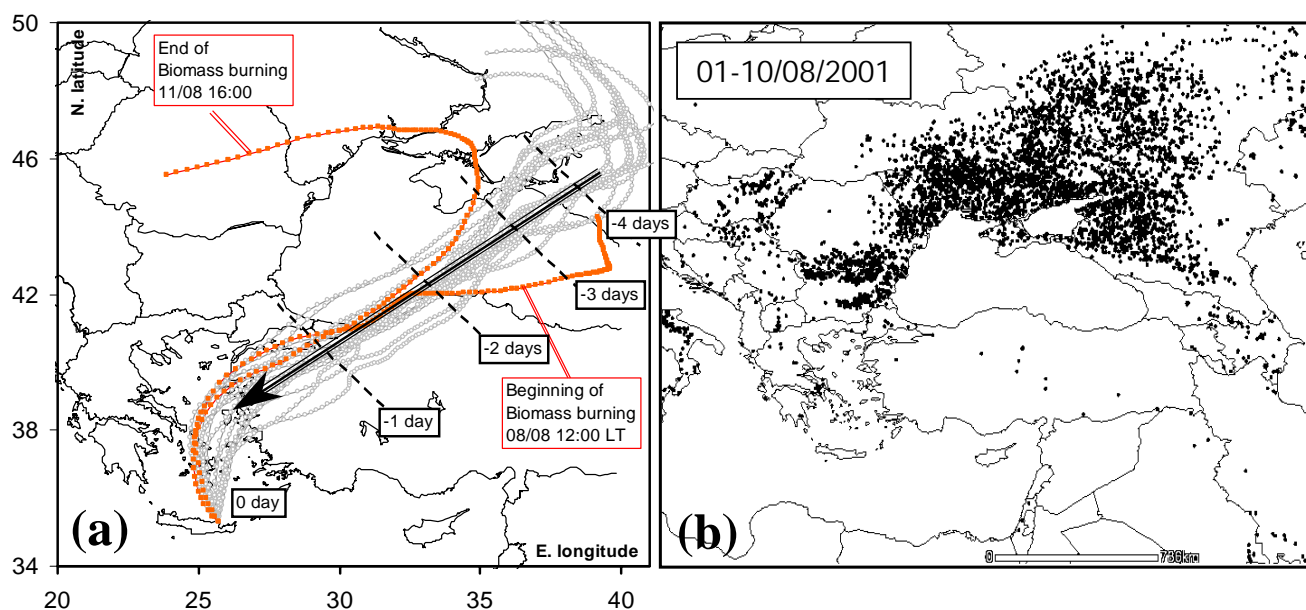 50
46
42
38
34
20
25
30
35
40
N. latitude
E. longitude
End of
Biomass burning
11/08 16:00
-4 days
-3 days
-2 days
-1 day
0 day
Beginning of
Biomass burning
08/08 12:00 LT
(a)
01-10/08/2001
(b)
0
736km